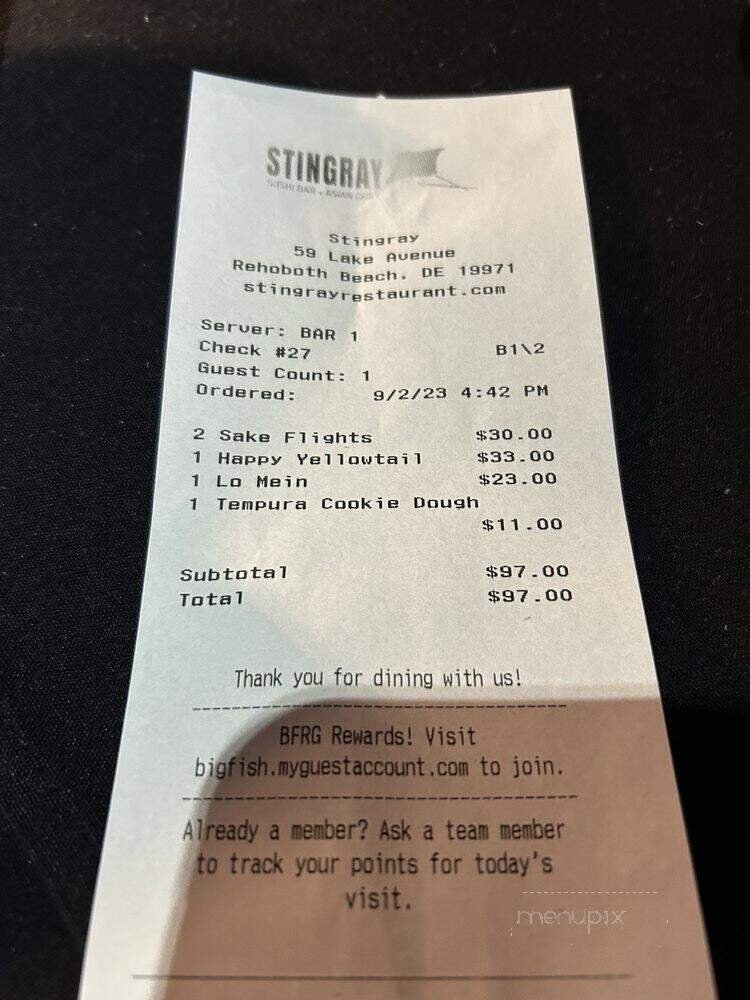 STINGRAY
SUSHI BAR • ASIAN
Stingray
59 Lake Avenue
Rehoboth Beach, DE 19971
stingrayrestaurant.com
Server: BAR 1
Check #27 B1\2
Guest Count: 1
Ordered: 9/2/23 4:42 PM
2 Sake Flights $30.00
1 Happy Yellowtail $33.00
1 Lo Mein $23.00
1 Tempura Cookie Dough
$11.00
Subtotal $97.00
Total $97.00
Thank you for dining with us!
BFRG Rewards! Visit
bigfish.myguestaccount.com to join.
Already a member? Ask a team member
to track your points for today's
visit.
menupix